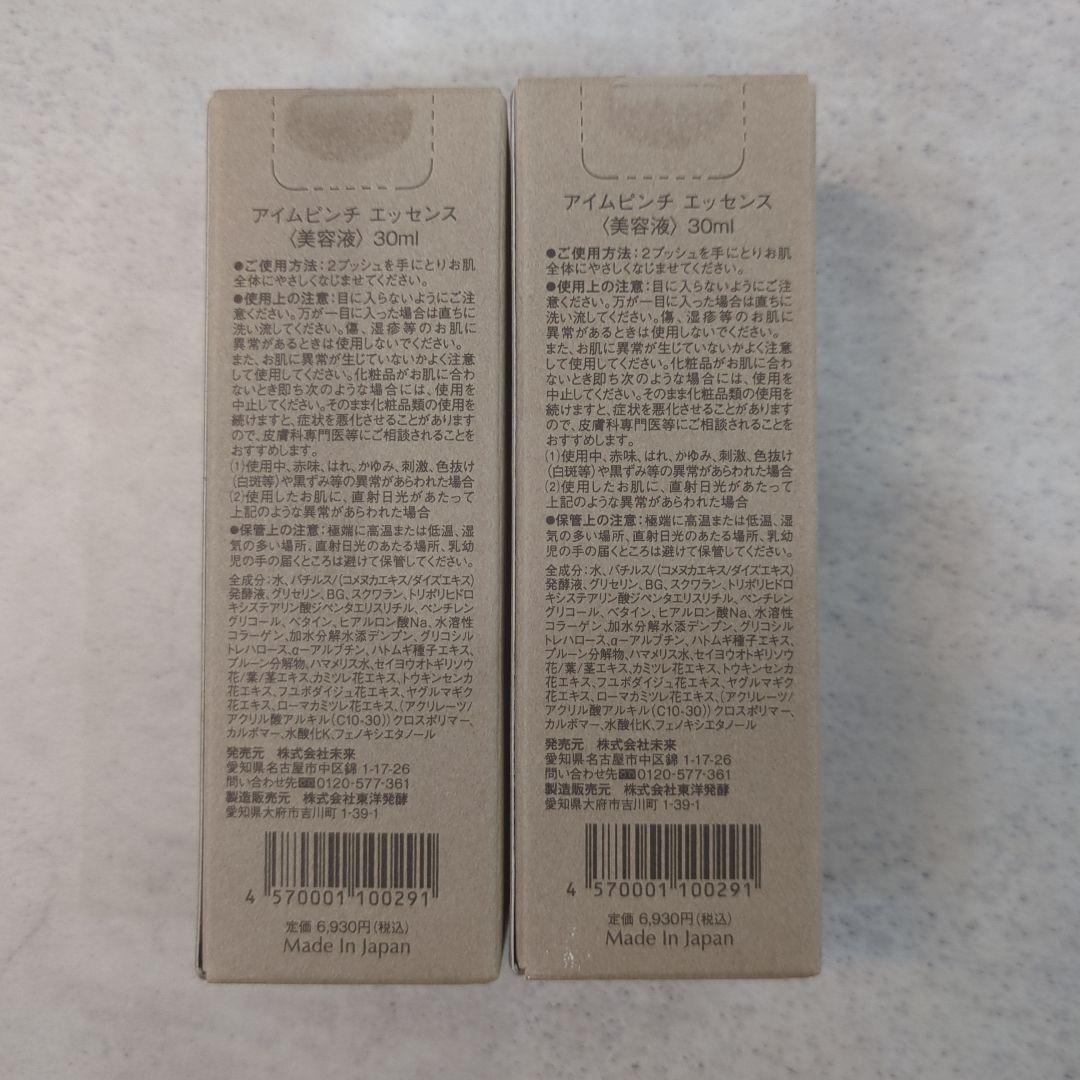 アイムピンチ エッセンス
〈美容液〉 30ml
●ご使用方法：2プッシュを手にとりお肌
全体にやさしくなじませてください。
●使用上の注意：目に入らないようにご注
意ください。万が一目に入った場合は直ちに
洗い流してください。傷、湿疹等のお肌に
異常があるときは使用しないでください。
また、お肌に異常が生じていないかよく注意
して使用してください。化粧品がお肌に合わ
ないとき即ち次のような場合には、使用を
中止してください。そのまま化粧品類の使用を
続けますと、症状を悪化させることがあります
ので、皮膚科専門医等にご相談されることを
おすすめします。
(1)使用中、赤味、はれ、かゆみ、刺激、色抜け
(白斑等)や黒ずみ等の異常があらわれた場合
(2)使用したお肌に、直射日光があたって
上記のような異常があらわれた場合
●保管上の注意：極端に高温または低温、湿
気の多い場所、直射日光のあたる場所、乳幼
児の手の届くところは避けて保管してください。
全成分：水、バチルス/(コメヌカエキス/ダイズエキス)
発酵液、グリセリン、BG、スクワラン、トリポリヒドロ
キシステアリン酸ジペンタエリスリチル、ペンチレン
グリコール、ベタイン、ヒアルロン酸Na、水溶性
コラーゲン、加水分解水添デンプン、グリコシル
トレハロース、α－アルブチン、ハトムギ種子エキス、
プルーン分解物、ハマメリス水、セイヨウオトギリソウ
花/葉/茎エキス、カミツレ花エキス、トウキンセンカ
花エキス、フユボダイジュ花エキス、ヤグルマギク
花エキス、ローマカミツレ花エキス、(アクリレーツ/
アクリル酸アルキル(C10-30))クロスポリマー、
カルボマー、水酸化K、フェノキシエタノール
発売元 株式会社未来
愛知県名古屋市中区錦 1-17-26
問い合わせ先 0120-577-361
製造販売元 株式会社東洋発酵
愛知県大府市吉川町 1-39-1
4 570001 100291
定価 6,930円(税込)
Made In Japan
アイムピンチ エッセンス
〈美容液〉 30ml
●ご使用方法：2プッシュを手にとりお肌
全体にやさしくなじませてください。
●使用上の注意：目に入らないようにご注
意ください。万が一目に入った場合は直ちに
洗い流してください。傷、湿疹等のお肌に
異常があるときは使用しないでください。
また、お肌に異常が生じていないかよく注意
して使用してください。化粧品がお肌に合わ
ないとき即ち次のような場合には、使用を
中止してください。そのまま化粧品類の使用を
続けますと、症状を悪化させることがあります
ので、皮膚科専門医等にご相談されることを
おすすめします。
(1)使用中、赤味、はれ、かゆみ、刺激、色抜け
(白斑等)や黒ずみ等の異常があらわれた場合
(2)使用したお肌に、直射日光があたって
上記のような異常があらわれた場合
●保管上の注意：極端に高温または低温、湿
気の多い場所、直射日光のあたる場所、乳幼
児の手の届くところは避けて保管してください。
全成分：水、バチルス/(コメヌカエキス/ダイズエキス)
発酵液、グリセリン、BG、スクワラン、トリポリヒドロ
キシステアリン酸ジペンタエリスリチル、ペンチレン
グリコール、ベタイン、ヒアルロン酸Na、水溶性
コラーゲン、加水分解水添デンプン、グリコシル
トレハロース、α－アルブチン、ハトムギ種子エキス、
プルーン分解物、ハマメリス水、セイヨウオトギリソウ
花/葉/茎エキス、カミツレ花エキス、トウキンセンカ
花エキス、フユボダイジュ花エキス、ヤグルマギク
花エキス、ローマカミツレ花エキス、(アクリレーツ/
アクリル酸アルキル(C10-30))クロスポリマー、
カルボマー、水酸化K、フェノキシエタノール
発売元 株式会社未来
愛知県名古屋市中区錦 1-17-26
問い合わせ先 0120-577-361
製造販売元 株式会社東洋発酵
愛知県大府市吉川町 1-39-1
4 570001 100291
定価 6,930円(税込)
Made In Japan